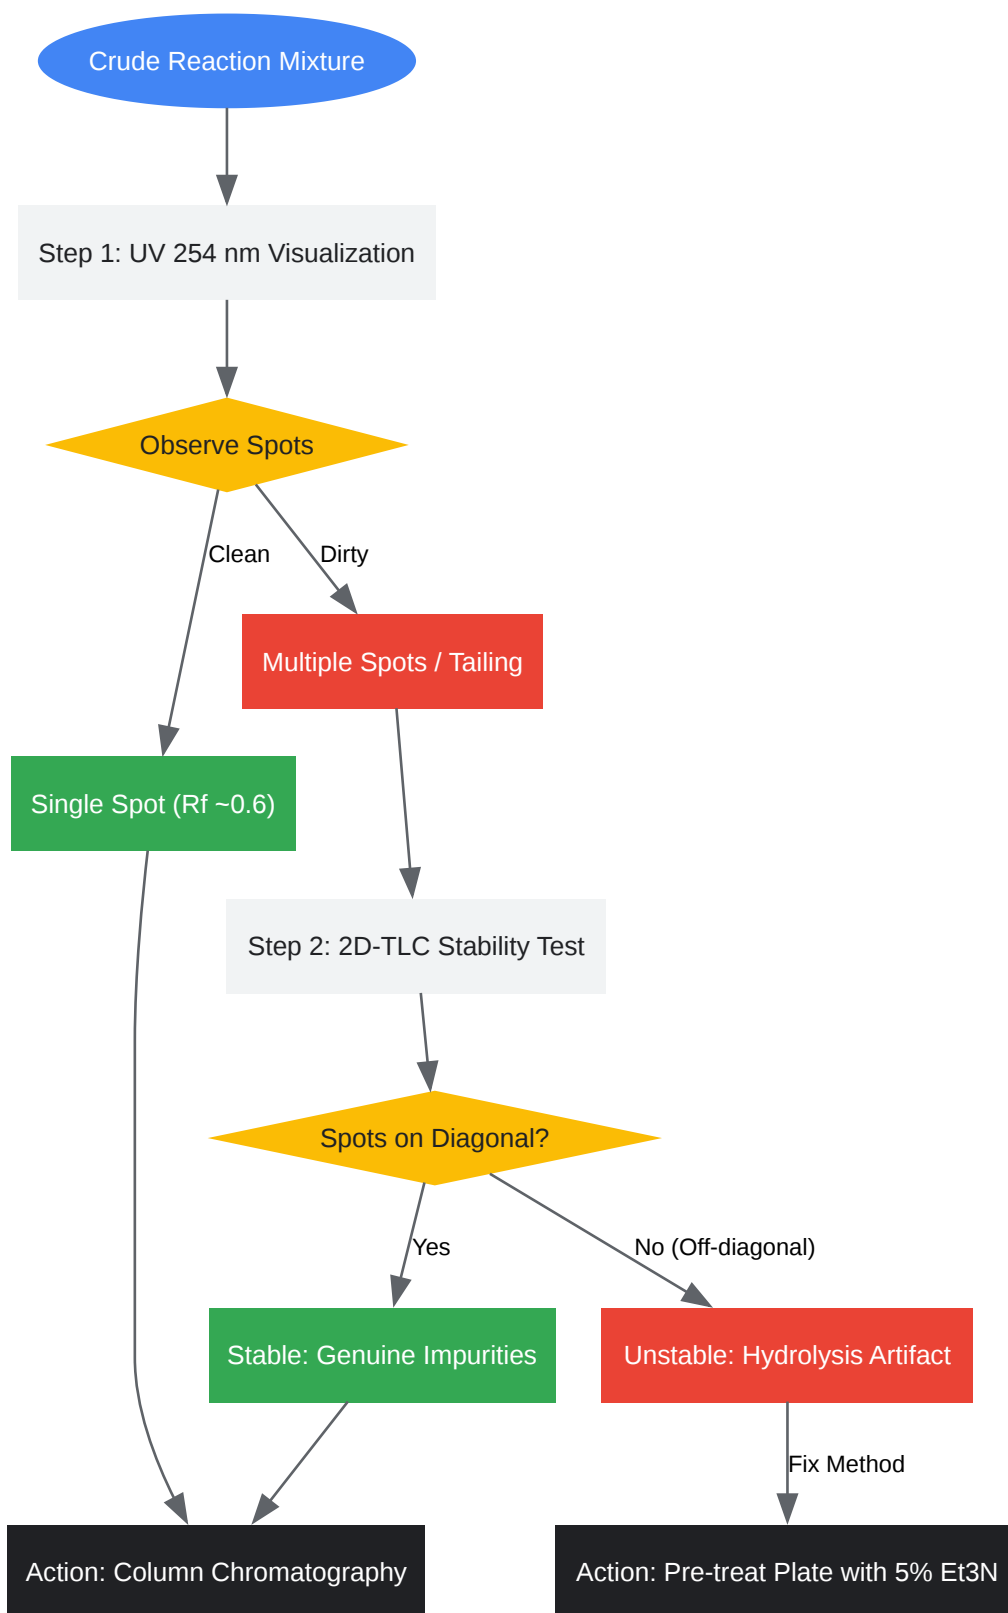 Crude Reaction Mixture
Step 1: UV 254 nm Visualization
Observe Spots
Clean
Dirty
Multiple Spots / Tailing
Single Spot (Rf ~0.6)
Step 2: 2D-TLC Stability Test
Spots on Diagonal?
Yes
No (Off-diagonal)
Stable: Genuine Impurities
Unstable: Hydrolysis Artifact
Fix Method
Action: Column Chromatography
Action: Pre-treat Plate with 5% Et3N